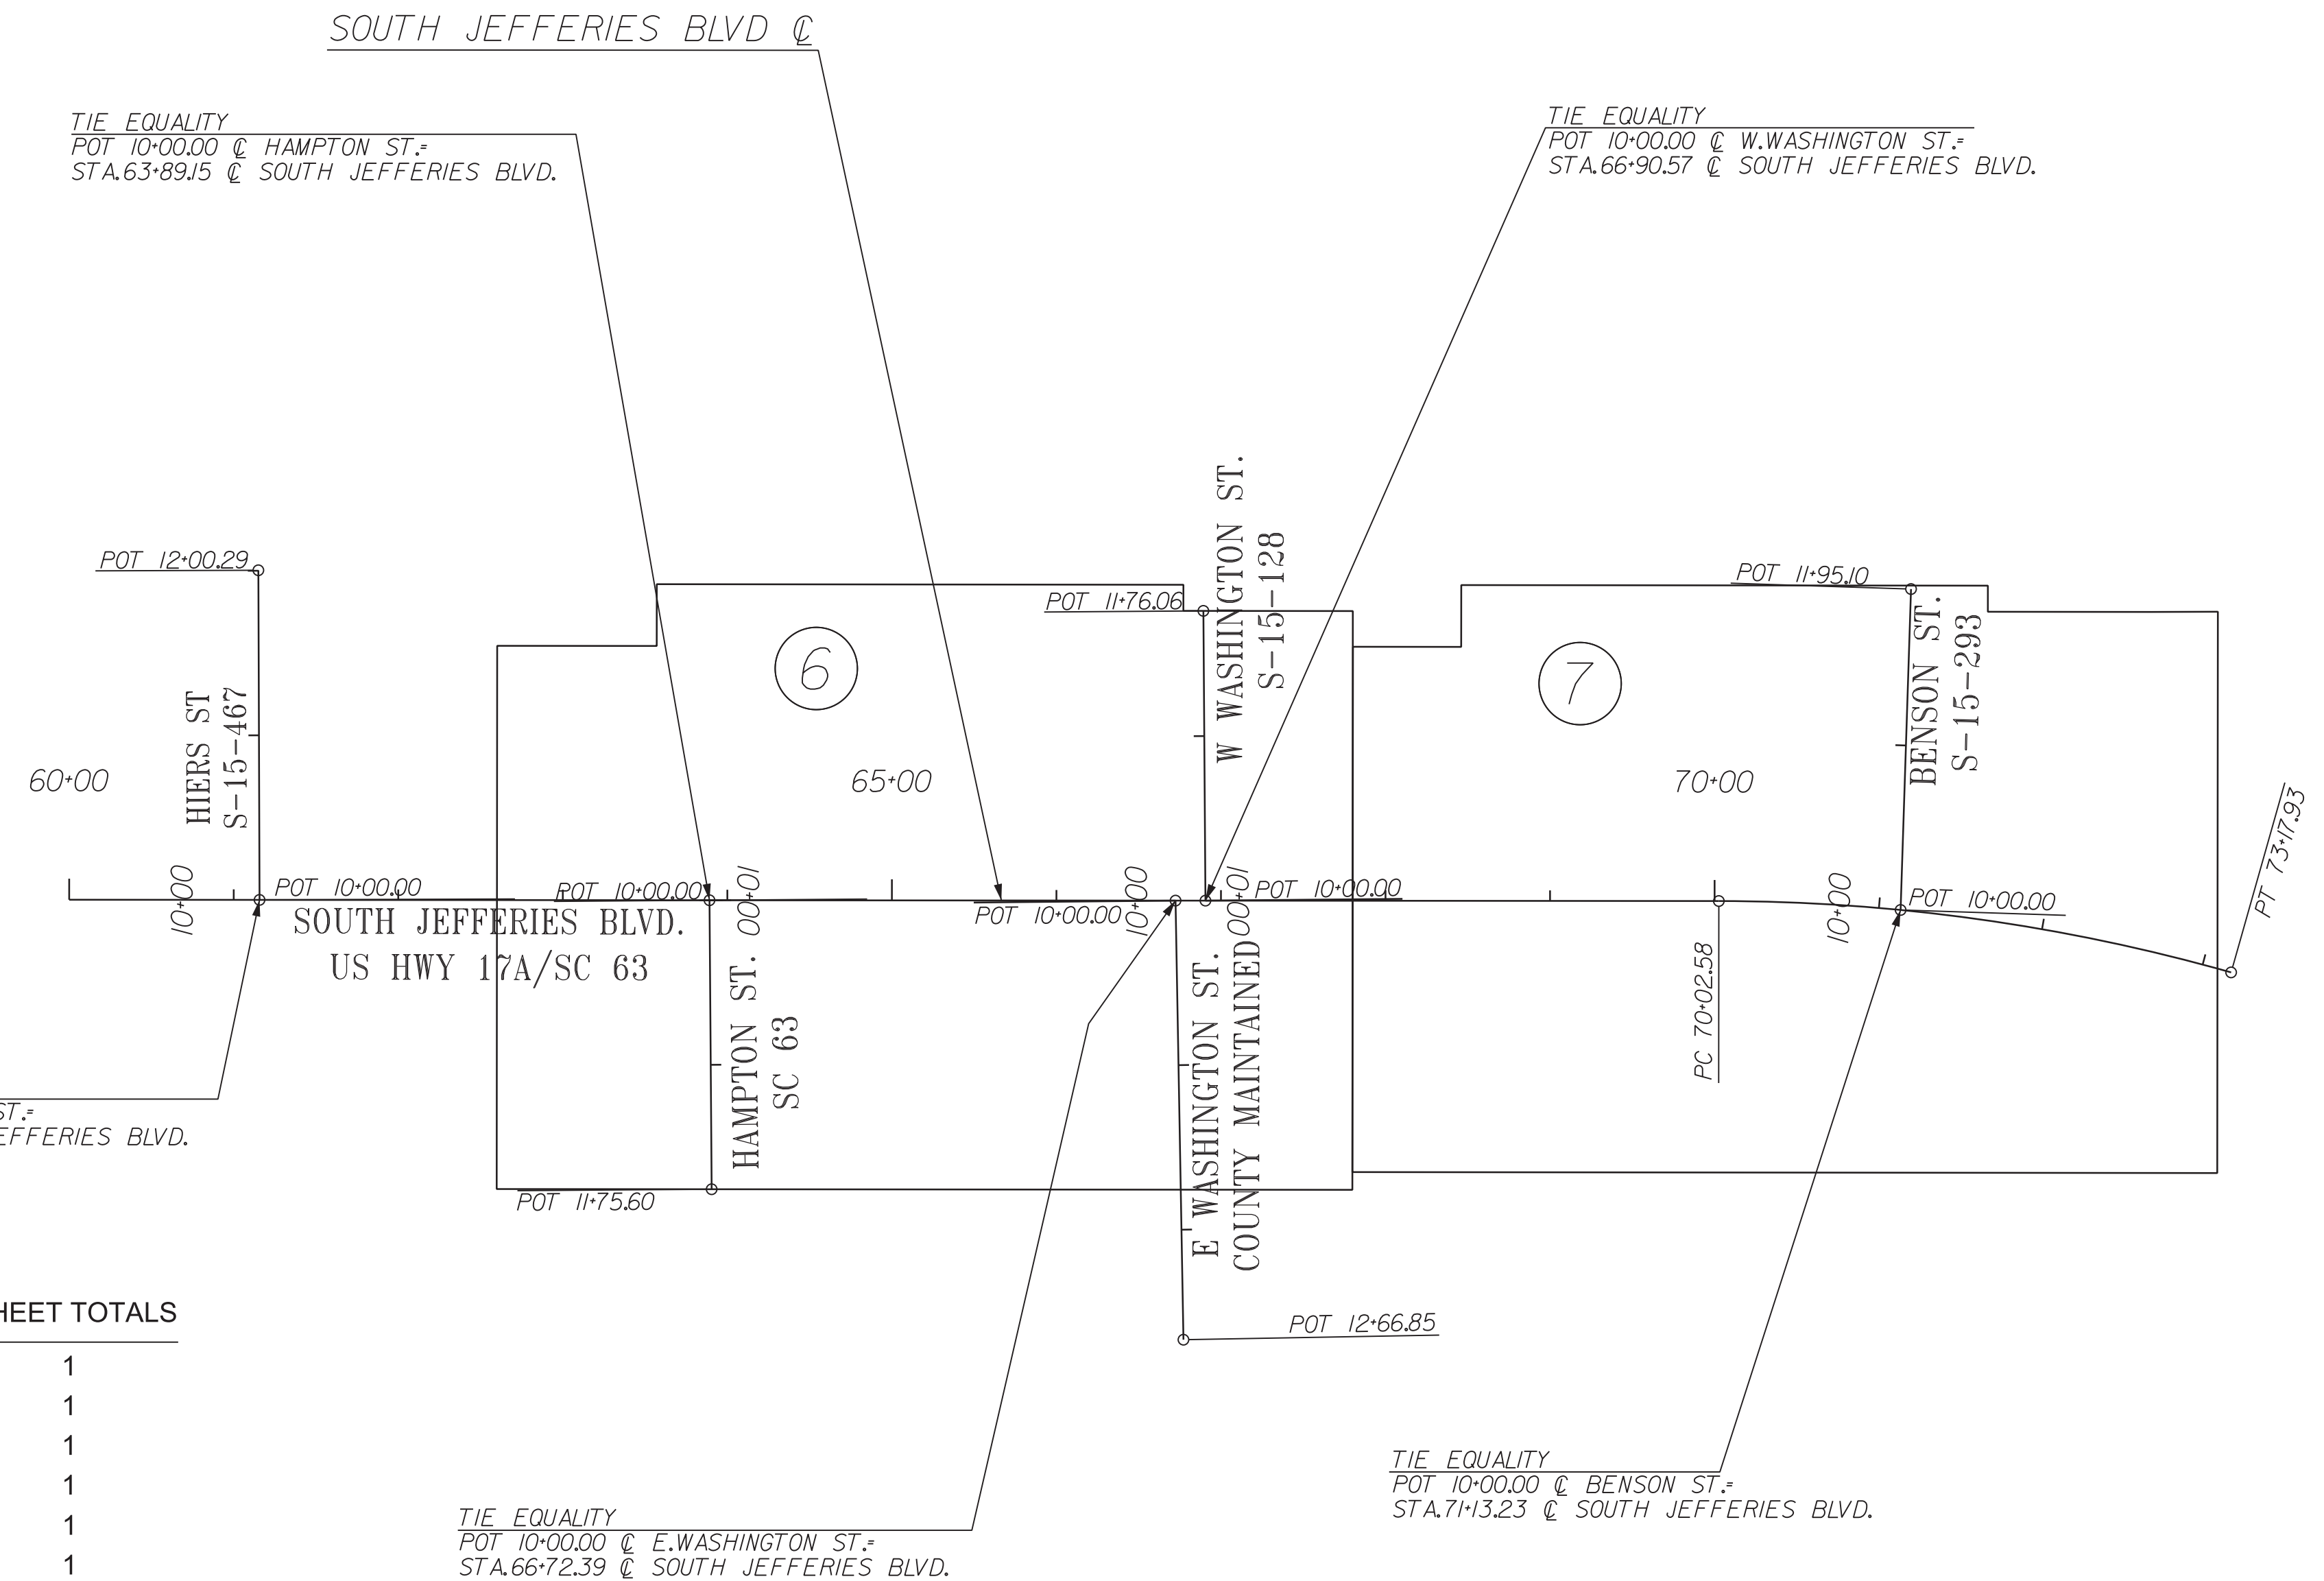 SOUTH JEFFERIES BLVD ℄
TIE EQUALITY
POT 10+00.00 ℄ HAMPTON ST.=
STA.63+89.15 ℄ SOUTH JEFFERIES BLVD.
TIE EQUALITY
POT 10+00.00 ℄ W.WASHINGTON ST.=
STA.66+90.57 ℄ SOUTH JEFFERIES BLVD.
POT 12+00.29
HIERS ST
S-15-467
60+00
10+00
POT 10+00.00
SOUTH JEFFERIES BLVD.
US HWY 17A/SC 63
POT 10+00.00
10+00
6
65+00
HAMPTON ST.
SC 63
POT 11+75.60
POT 11+76.06
W WASHINGTON ST.
S-15-128
POT 10+00.00
10+00
10+00
POT 10+00.00
E WASHINGTON ST.
COUNTY MAINTAINED
POT 12+66.85
7
70+00
POT 11+95.10
BENSON ST.
S-15-293
10+00
POT 10+00.00
PC 70+02.58
PT 73+17.93
ST.=
EFFERIES BLVD.
HEET TOTALS
1
1
1
1
1
1
TIE EQUALITY
POT 10+00.00 ℄ E.WASHINGTON ST.=
STA.66+72.39 ℄ SOUTH JEFFERIES BLVD.
TIE EQUALITY
POT 10+00.00 ℄ BENSON ST.=
STA.71+13.23 ℄ SOUTH JEFFERIES BLVD.